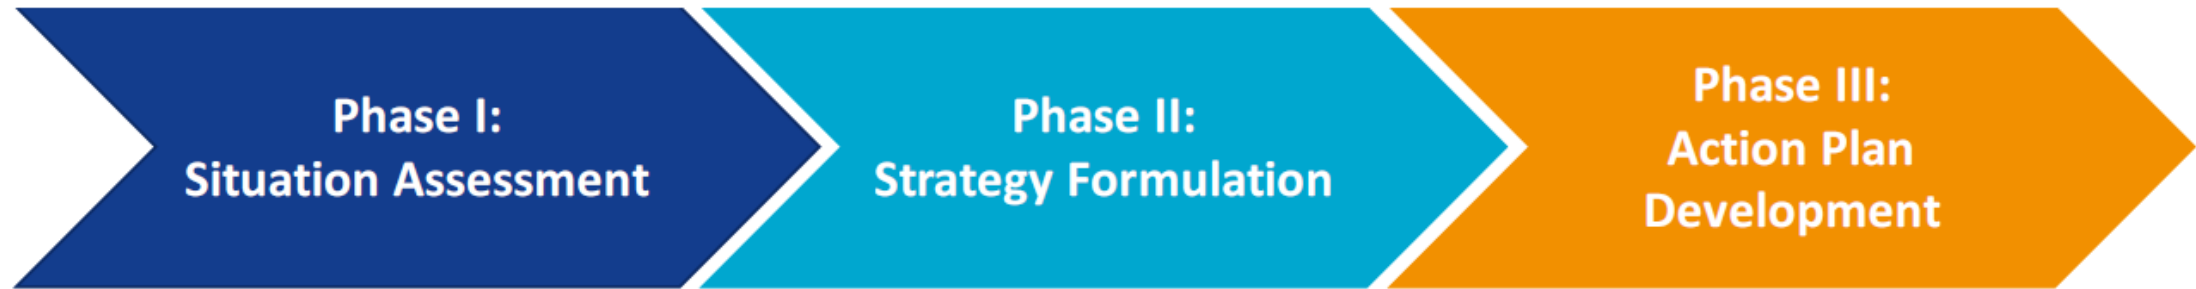 Phase I:
Situation Assessment
Phase II:
Strategy Formulation
Phase III:
Action Plan
Development